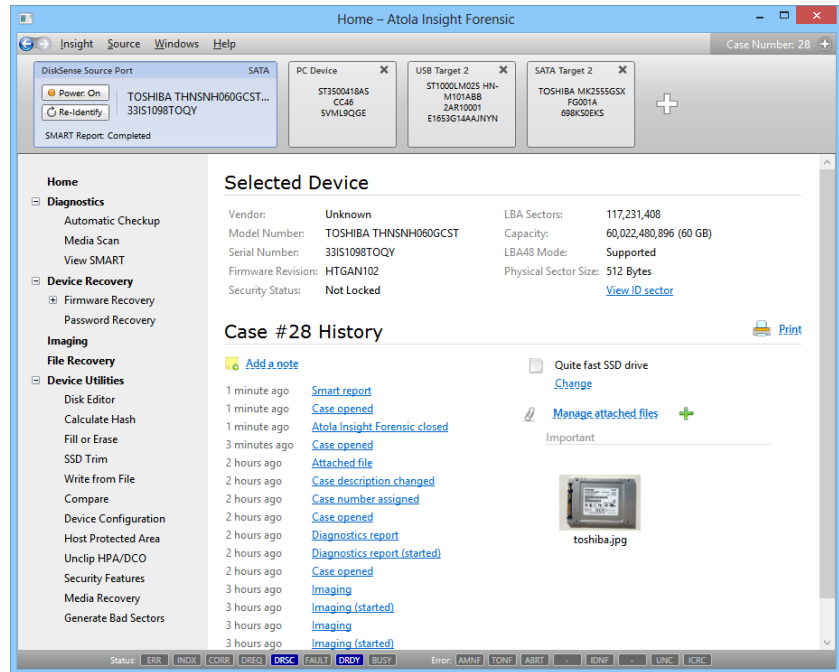 Home – Atola Insight Forensic
Insight Source Windows Help
Case Number: 28
DiskSense Source Port SATA
Power: On
Re-Identify
TOSHIBA THNSNH060GCST...
33IS1098TOQY
SMART Report: Completed
PC Device
ST3500418AS
CC46
5VML9QGE
USB Target 2
ST1000LM025 HN-
M101ABB
2AR10001
E1653G14AAJNYN
SATA Target 2
TOSHIBA MK2555GSX
FG001A
698KS0EKS
Home
Diagnostics
Automatic Checkup
Media Scan
View SMART
Device Recovery
Firmware Recovery
Password Recovery
Imaging
File Recovery
Device Utilities
Disk Editor
Calculate Hash
Fill or Erase
SSD Trim
Write from File
Compare
Device Configuration
Host Protected Area
Unclip HPA/DCO
Security Features
Media Recovery
Generate Bad Sectors
Selected Device
Vendor: Unknown
Model Number: TOSHIBA THNSNH060GCST
Serial Number: 33IS1098TOQY
Firmware Revision: HTGAN102
Security Status: Not Locked
LBA Sectors: 117,231,408
Capacity: 60,022,480,896 (60 GB)
LBA48 Mode: Supported
Physical Sector Size: 512 Bytes
View ID sector
Case #28 History
Print
Add a note
1 minute ago Smart report
1 minute ago Case opened
1 minute ago Atola Insight Forensic closed
3 minutes ago Case opened
2 hours ago Attached file
2 hours ago Case description changed
2 hours ago Case number assigned
2 hours ago Case opened
2 hours ago Diagnostics report
2 hours ago Diagnostics report (started)
2 hours ago Case opened
3 hours ago Imaging
3 hours ago Imaging (started)
3 hours ago Imaging
3 hours ago Imaging (started)
Quite fast SSD drive
Change
Manage attached files
Important
toshiba.jpg
Status: ERR INDX CORR DREQ DRSC FAULT DRDY BUSY Error: AMNF TONF ABRT - IDNF - UNC ICRC